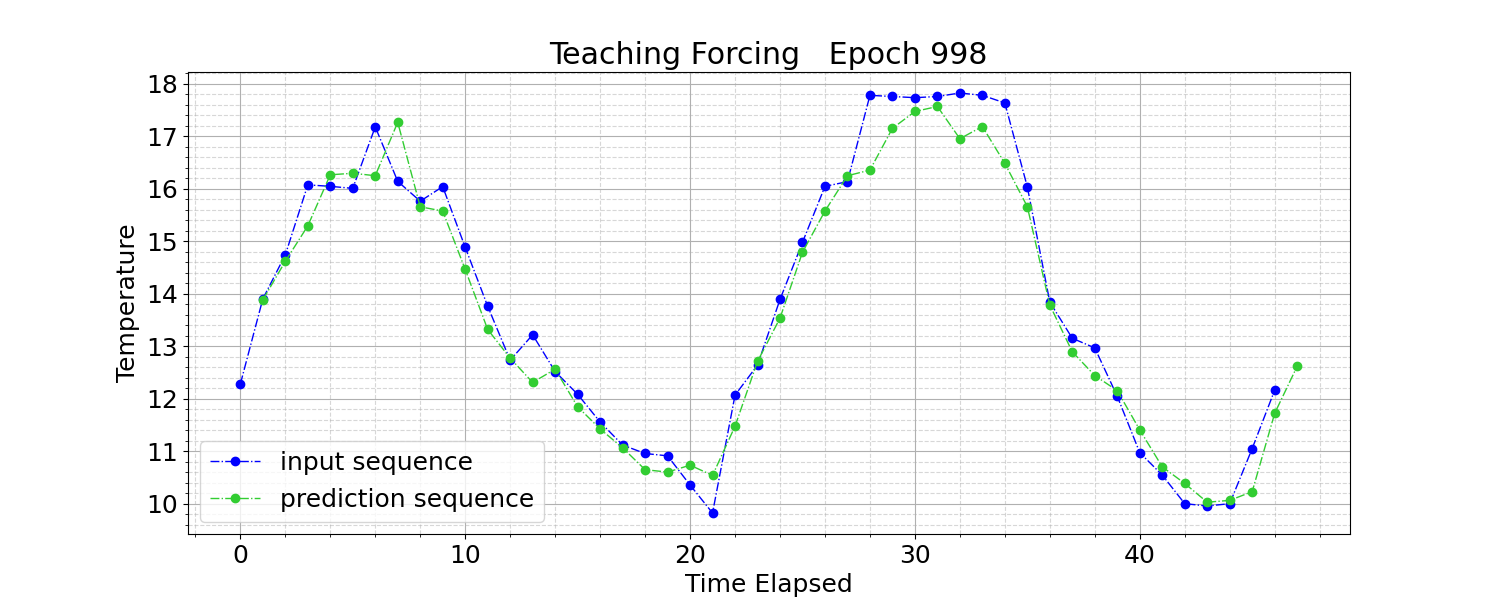 Teaching Forcing   Epoch 998
18
17
16
15
14
13
12
11
10
Temperature
input sequence
prediction sequence
0 10 20 30 40
Time Elapsed